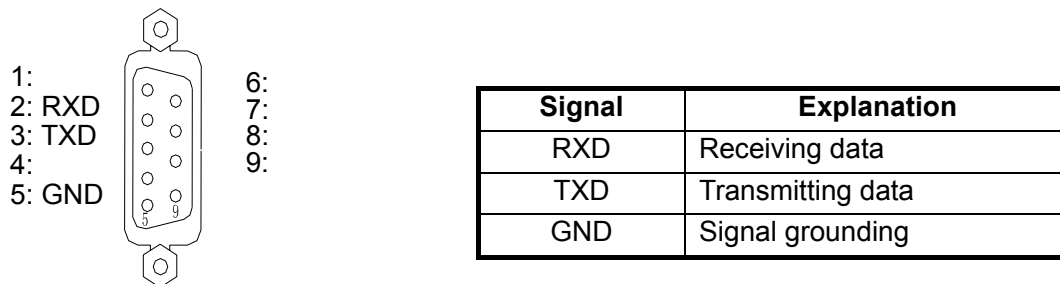 1:
2: RXD
3: TXD
4:
5: GND
5
9
6:
7:
8:
9:
Signal Explanation
RXD Receiving data
TXD Transmitting data
GND Signal grounding